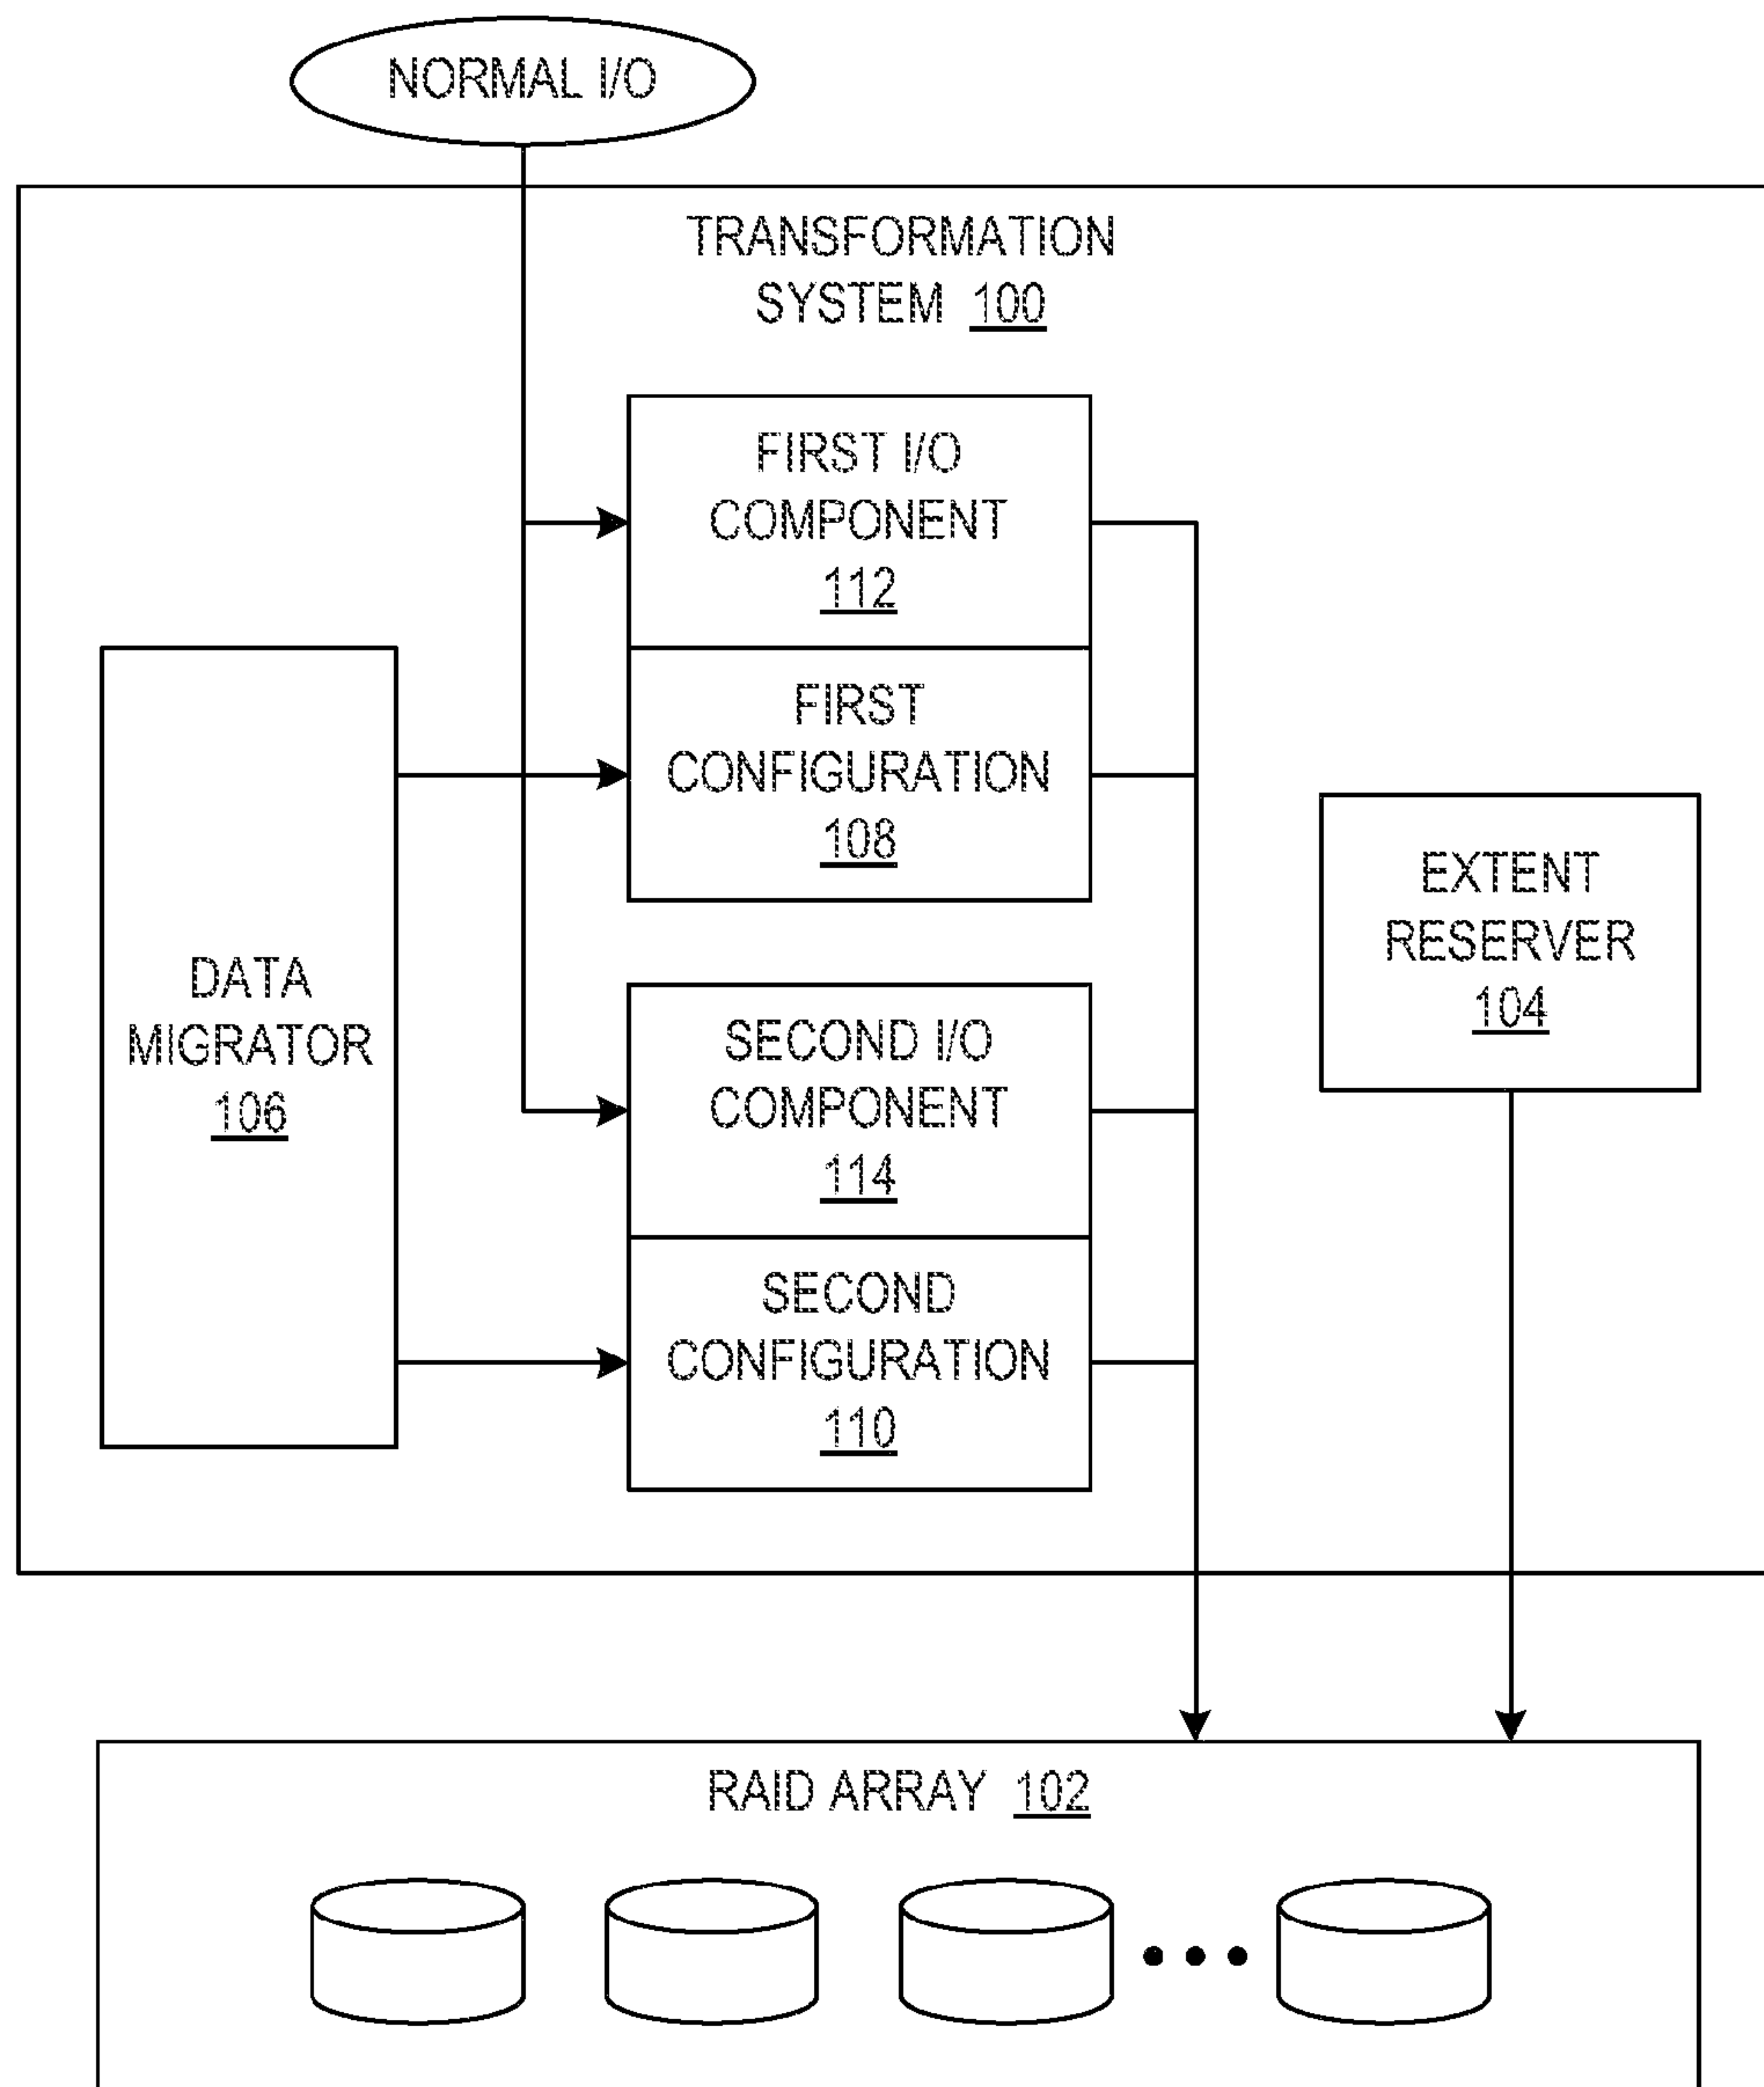 NORMAL I/O
TRANSFORMATION
SYSTEM 100
FIRST I/O
COMPONENT
112
FIRST
CONFIGURATION
108
EXTENT
RESERVER
104
DATA
MIGRATOR
106
SECOND I/O
COMPONENT
114
SECOND
CONFIGURATION
110
RAID ARRAY 102